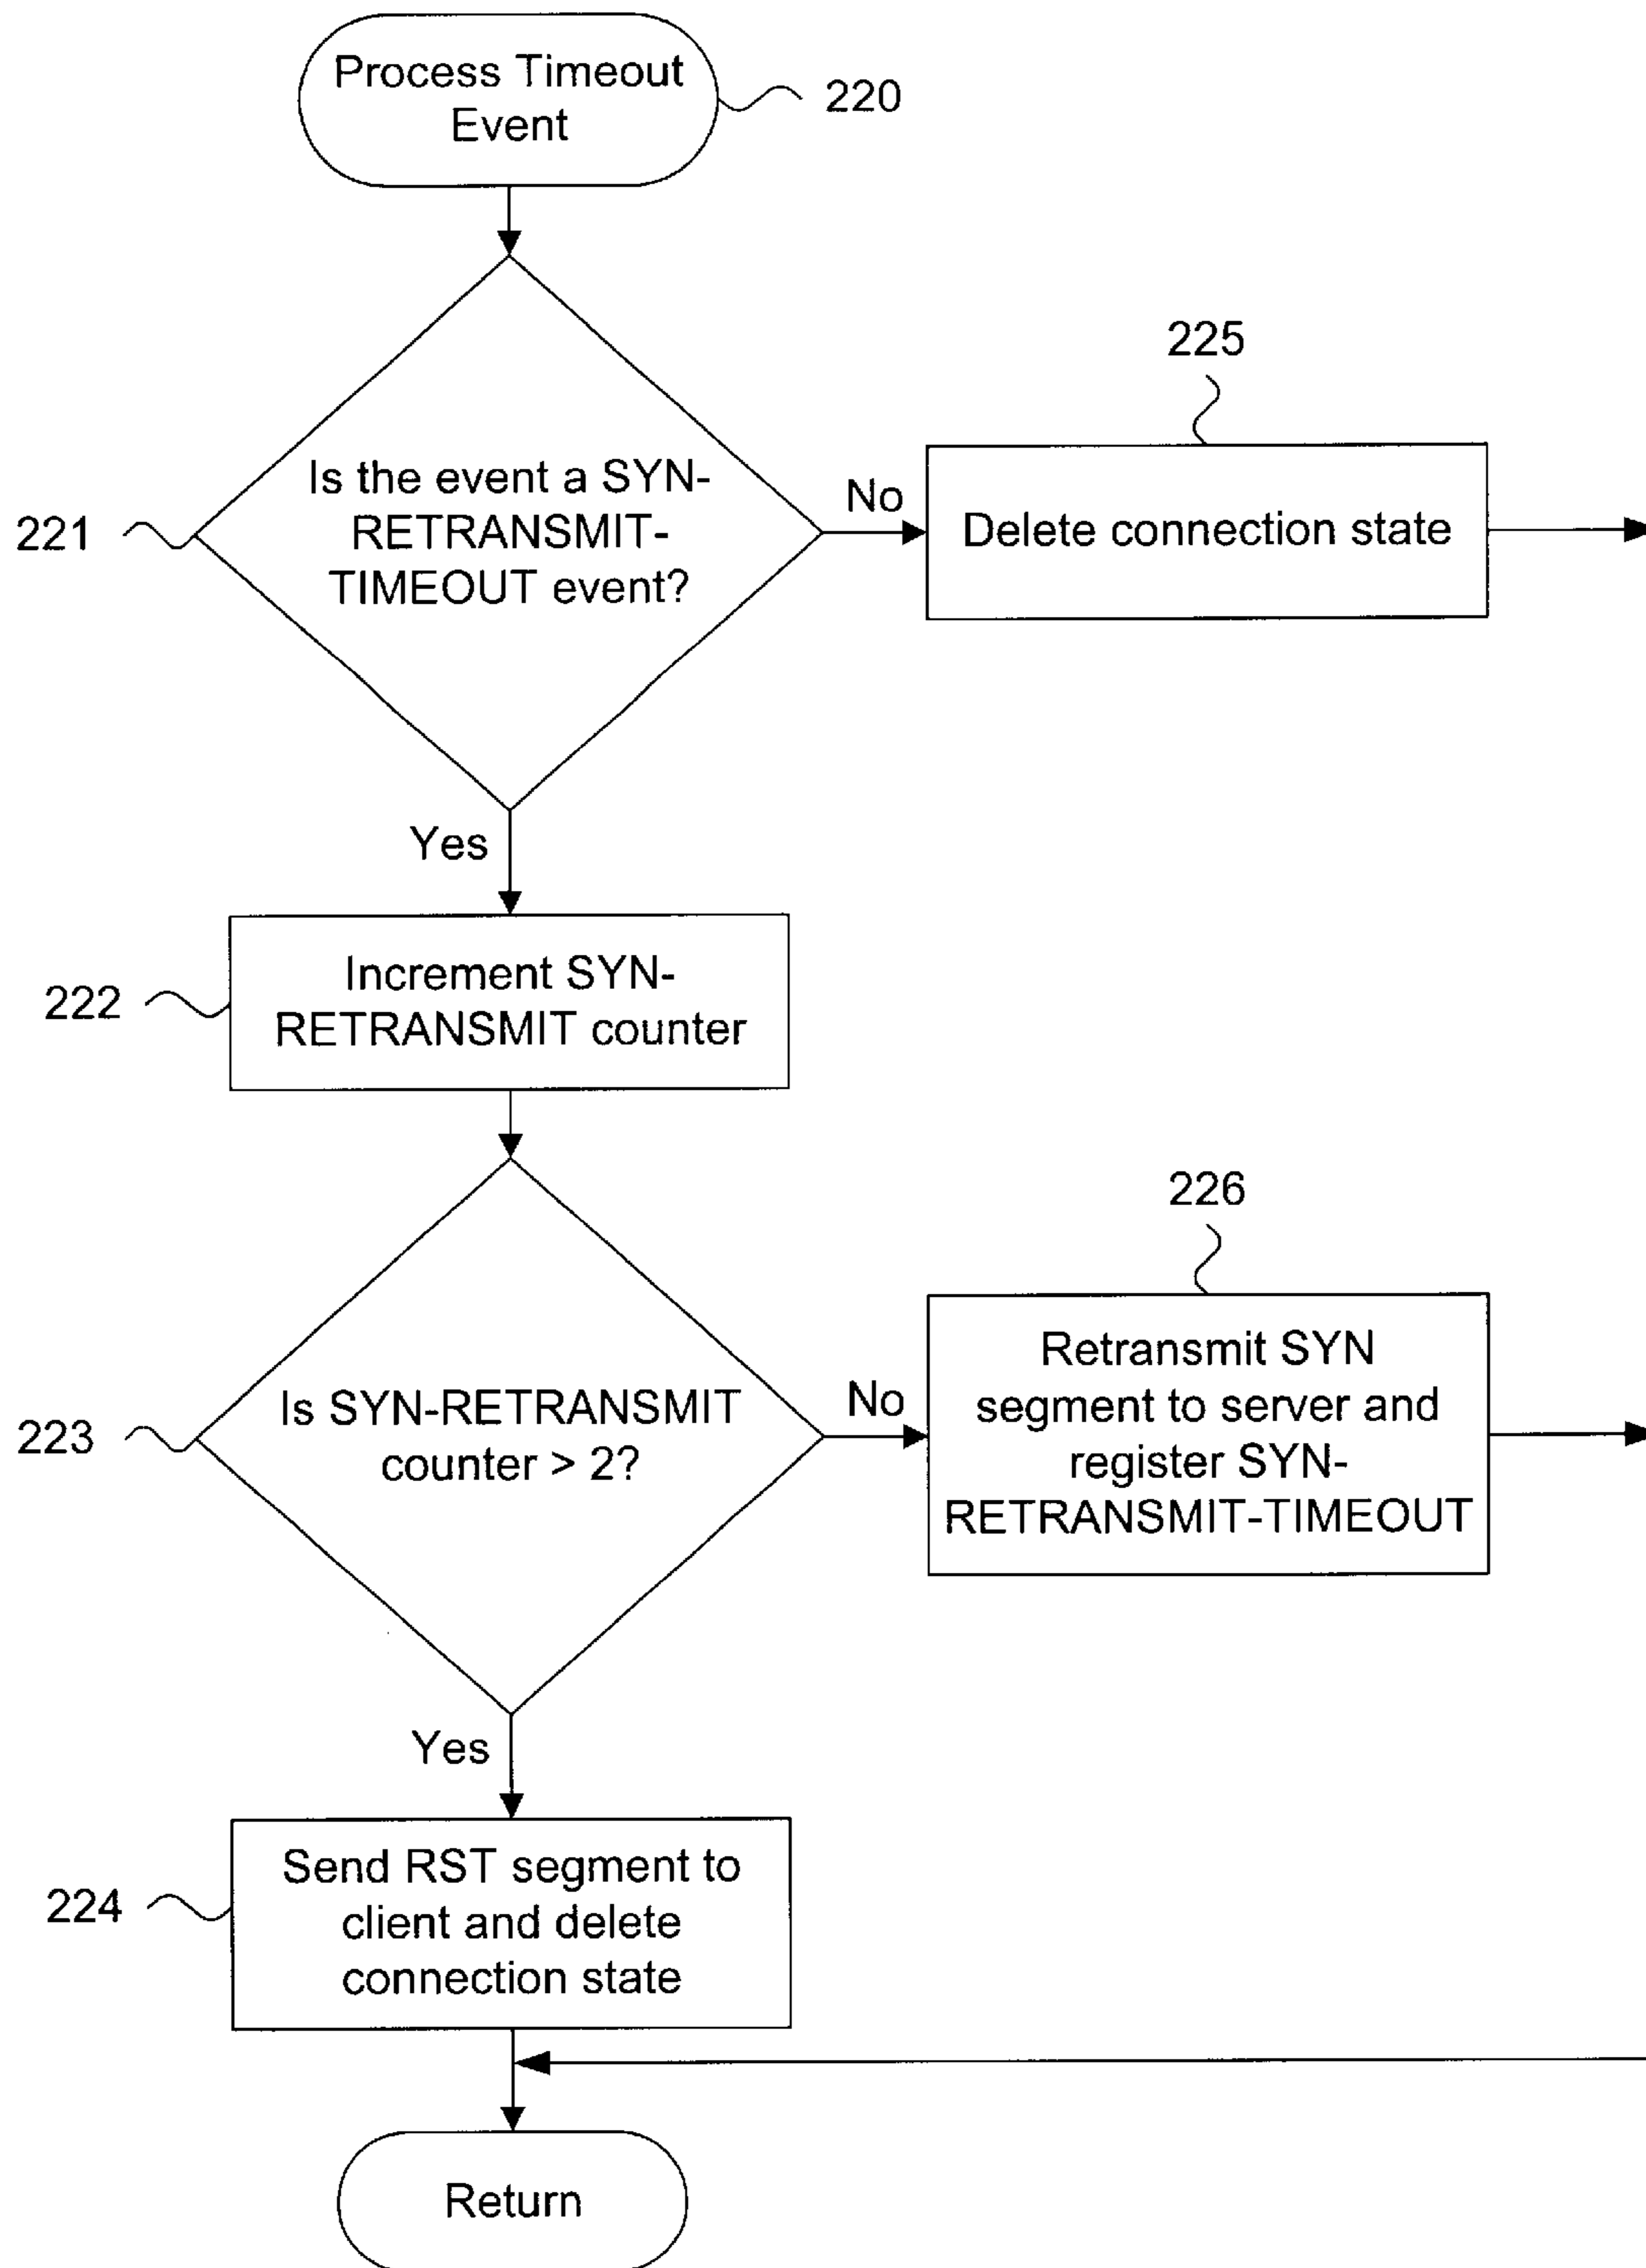 Process Timeout
Event
220
225
Is the event a SYN-
RETRANSMIT-
TIMEOUT event?
221
No
Delete connection state
Yes
Increment SYN-
RETRANSMIT counter
222
226
Is SYN-RETRANSMIT
counter > 2?
223
No
Retransmit SYN
segment to server and
register SYN-
RETRANSMIT-TIMEOUT
Yes
Send RST segment to
client and delete
connection state
224
Return